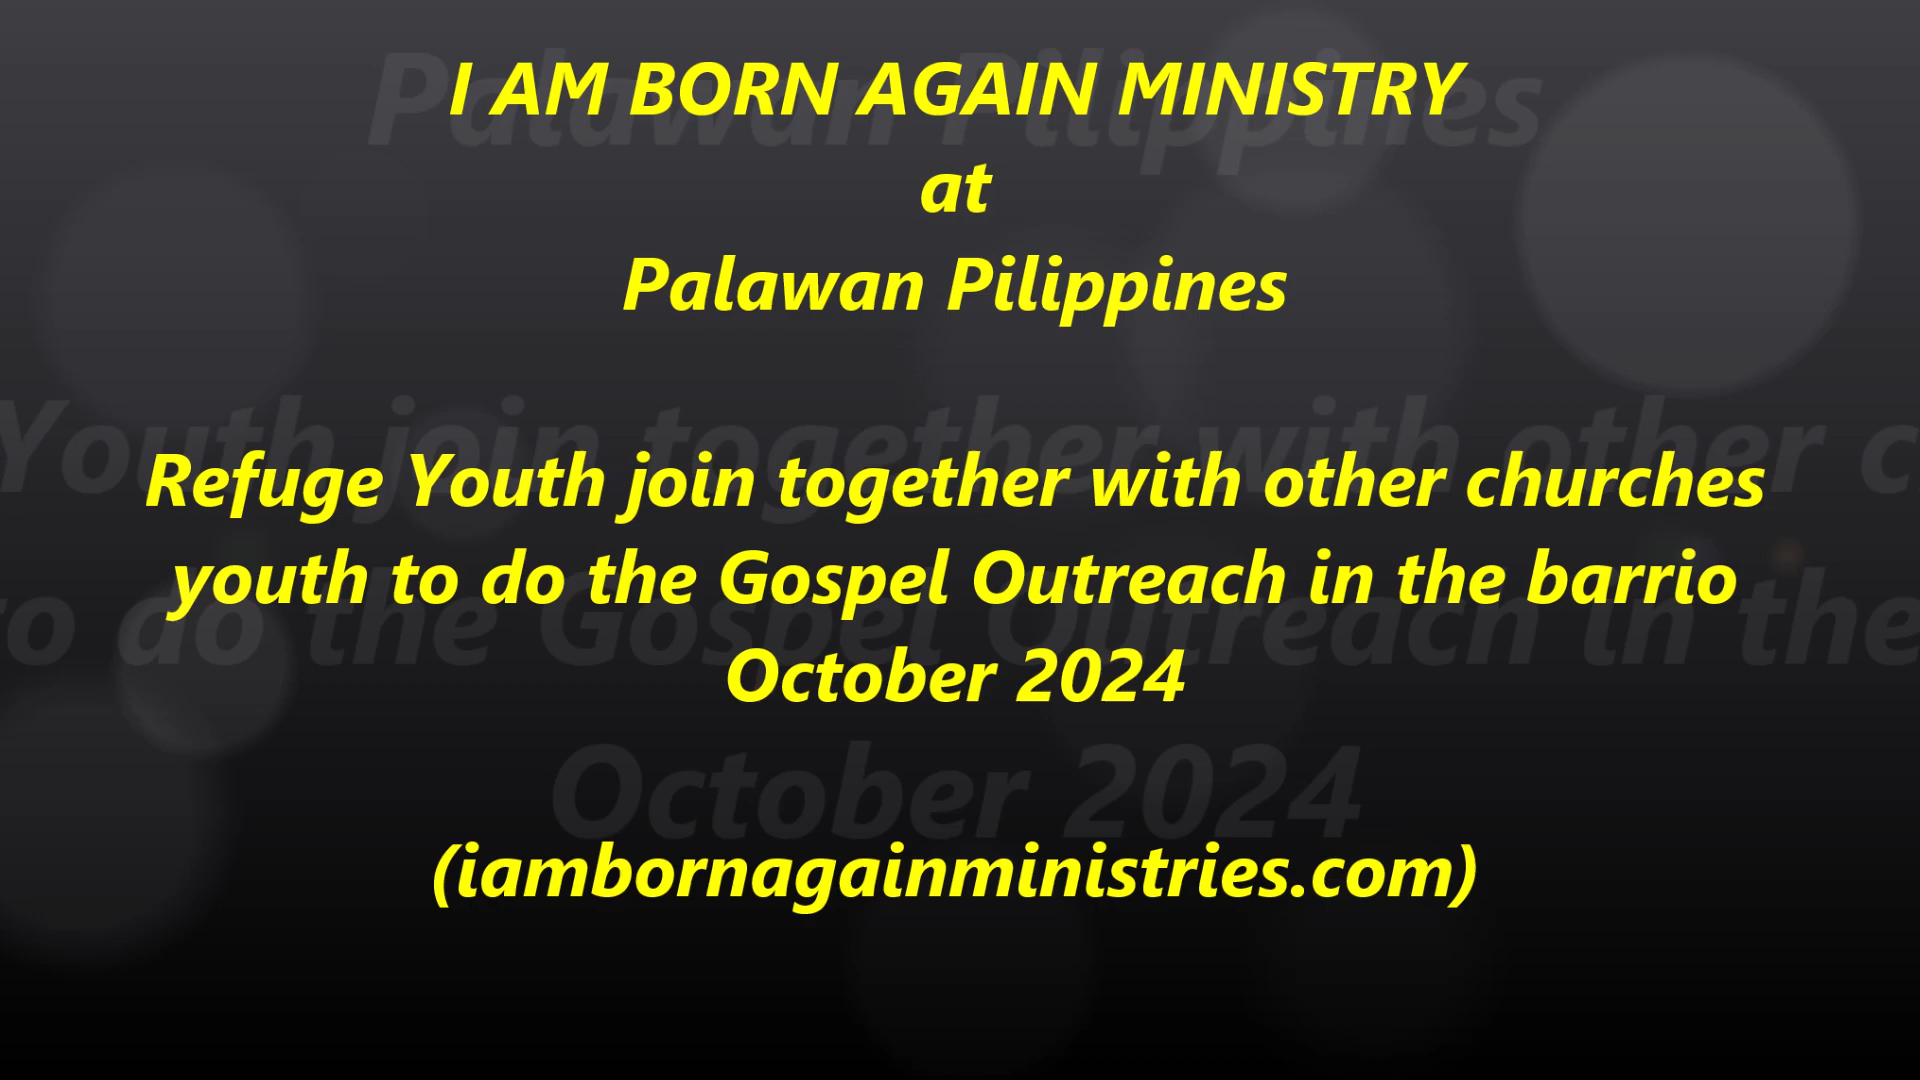 I AM BORN AGAIN MINISTRY
at
Palawan Pilippines
Refuge Youth join together with other churches
youth to do the Gospel Outreach in the barrio
October 2024
(iambornagainministries.com)